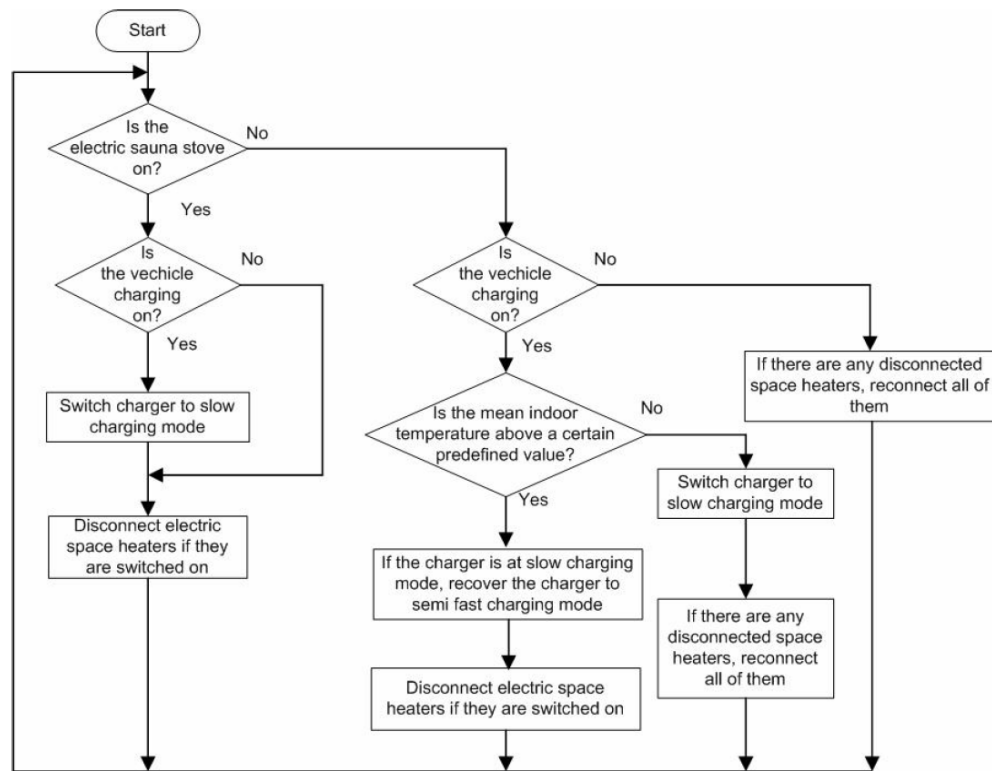 Start
Is the
electric sauna stove
on?
No
Yes
Is
the vechicle
charging
on?
No
Yes
Switch charger to slow
charging mode
Disconnect electric
space heaters if they
are switched on
Is
the vechicle
charging
on?
No
Yes
If there are any disconnected
space heaters, reconnect all of
them
Is the mean indoor
temperature above a certain
predefined value?
No
Yes
Switch charger to
slow charging mode
If the charger is at slow charging
mode, recover the charger to
semi fast charging mode
If there are any
disconnected space
heaters, reconnect
all of them
Disconnect electric space
heaters if they are switched on